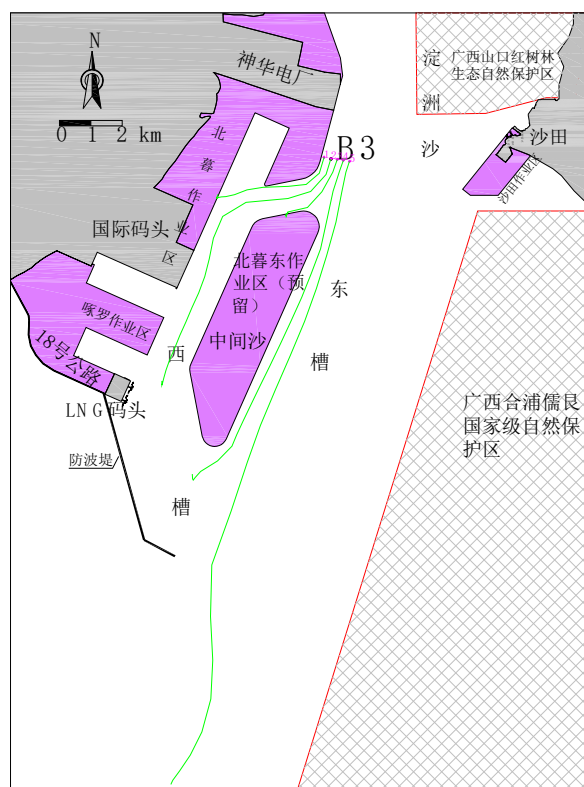 N
0 1 2 km
神华电厂
淀
洲
沙
广西山口红树林
生态自然保护区
沙田
沙田作业区
B3
北
暮
作
业
区
国际码头
北暮东作
业区（预
留）
中间沙
东
槽
啄罗作业区
18号公路
LNG码头
西
槽
防波堤
广西合浦儒艮
国家级自然保
护区